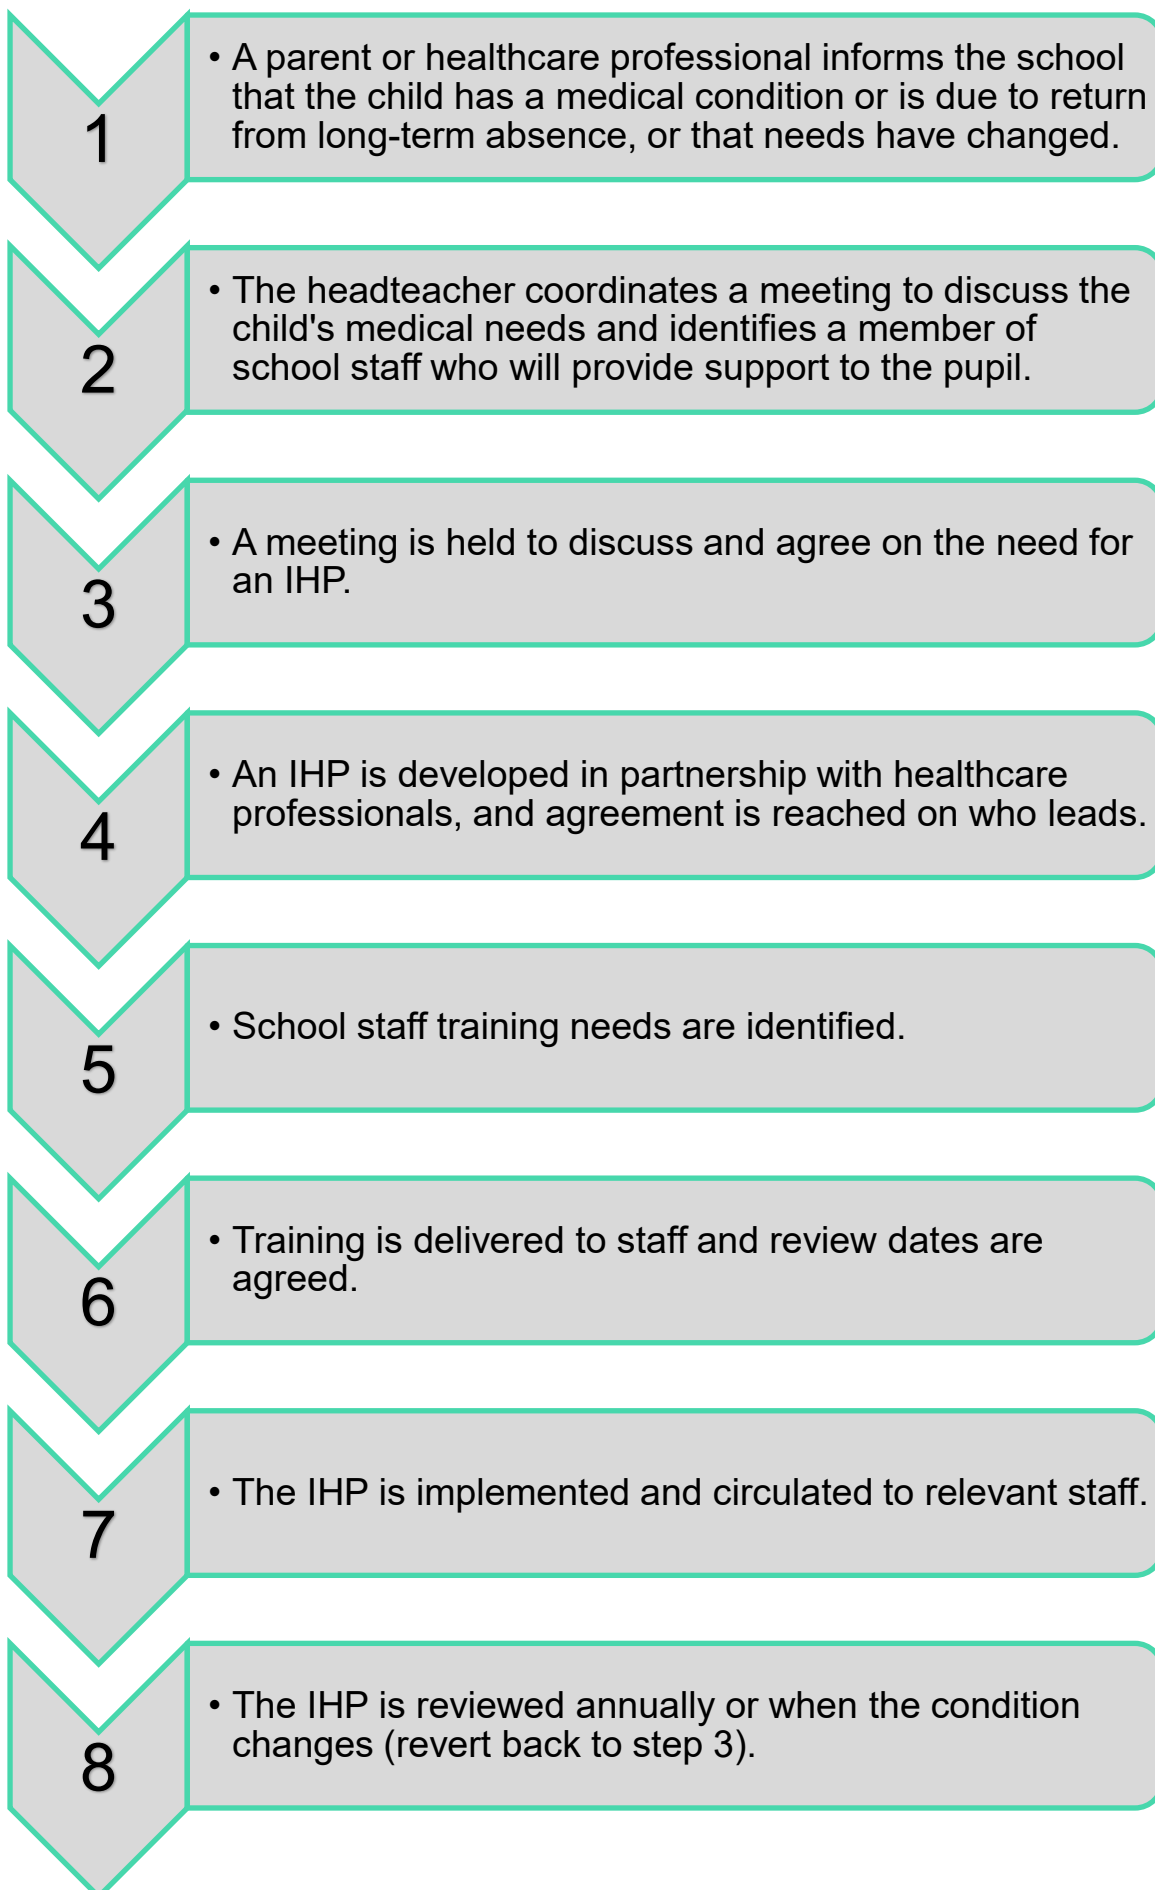 1
• A parent or healthcare professional informs the school
that the child has a medical condition or is due to return
from long-term absence, or that needs have changed.
2
• The headteacher coordinates a meeting to discuss the
child's medical needs and identifies a member of
school staff who will provide support to the pupil.
3
• A meeting is held to discuss and agree on the need for
an IHP.
4
• An IHP is developed in partnership with healthcare
professionals, and agreement is reached on who leads.
5
• School staff training needs are identified.
6
• Training is delivered to staff and review dates are
agreed.
7
• The IHP is implemented and circulated to relevant staff.
8
• The IHP is reviewed annually or when the condition
changes (revert back to step 3).